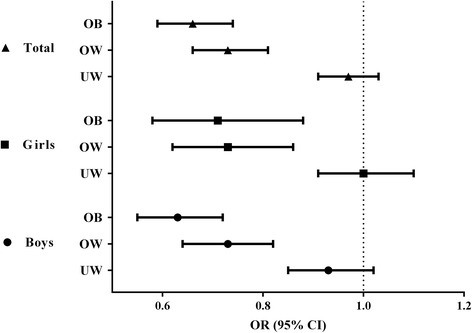 OB
Total OW
UW
OB
Girls OW
UW
OB
Boys OW
UW
0.6 0.8 1.0 1.2
OR (95% CI)